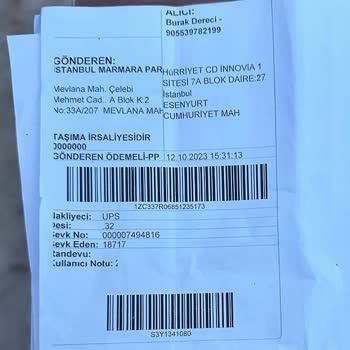 ALICI:
Burak Dereci -
905539782199
GÖNDEREN:
İSTANBUL MARMARA PAR
HüRRİYET CD İNNOVİA 1
SİTESİ 7A BLOK DAİRE:27
İstanbul
ESENYURT
CUMHURİYET MAH
Mevlana Mah. Çelebi
Mehmet Cad.. A Blok K:2
No:33A/207 MEVLANA MAH
TAŞIMA İRSALİYESİDİR
0000000
GÖNDEREN ÖDEMELİ-PP 12.10.2023 15:31:13
1ZC337R06851235173
Nakliyeci: UPS
Desi: .32
Sevk No: 000007494816
Sevk Eden: 18717
Randevu:
Kullanıcı Notu: 2
S3Y1341080